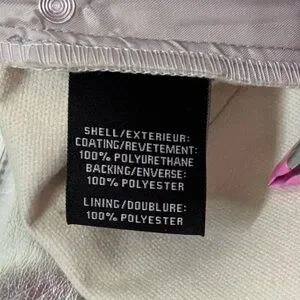 SHELL/EXTERIEUR:
COATING/REVETEMENT:
100% POLYURETHANE
BACKING/ENVERSE:
100% POLYESTER
LINING/DOUBLURE:
100% POLYESTER